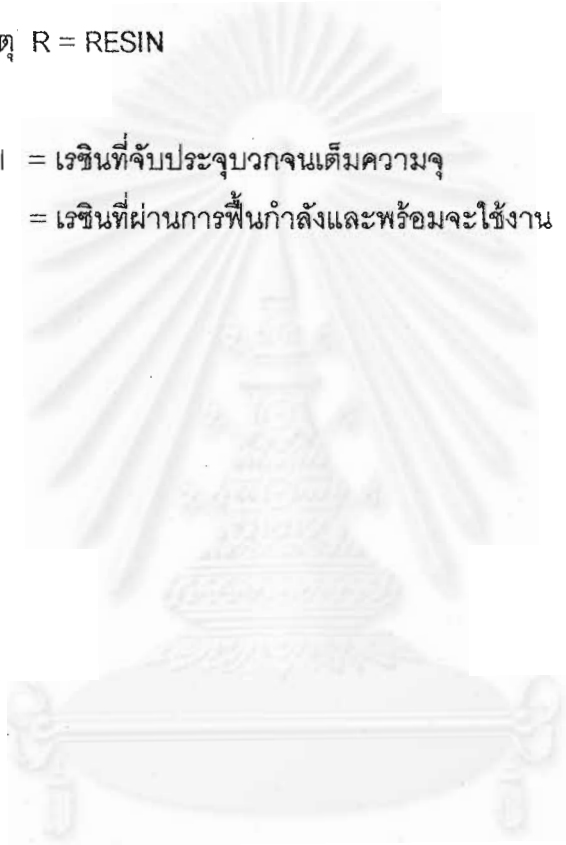 ตุ R = RESIN
= เรซินที่จับประจุบวกจนเต็มความจุ
= เรซินที่ผ่านการฟื้นกำลังและพร้อมจะใช้งาน